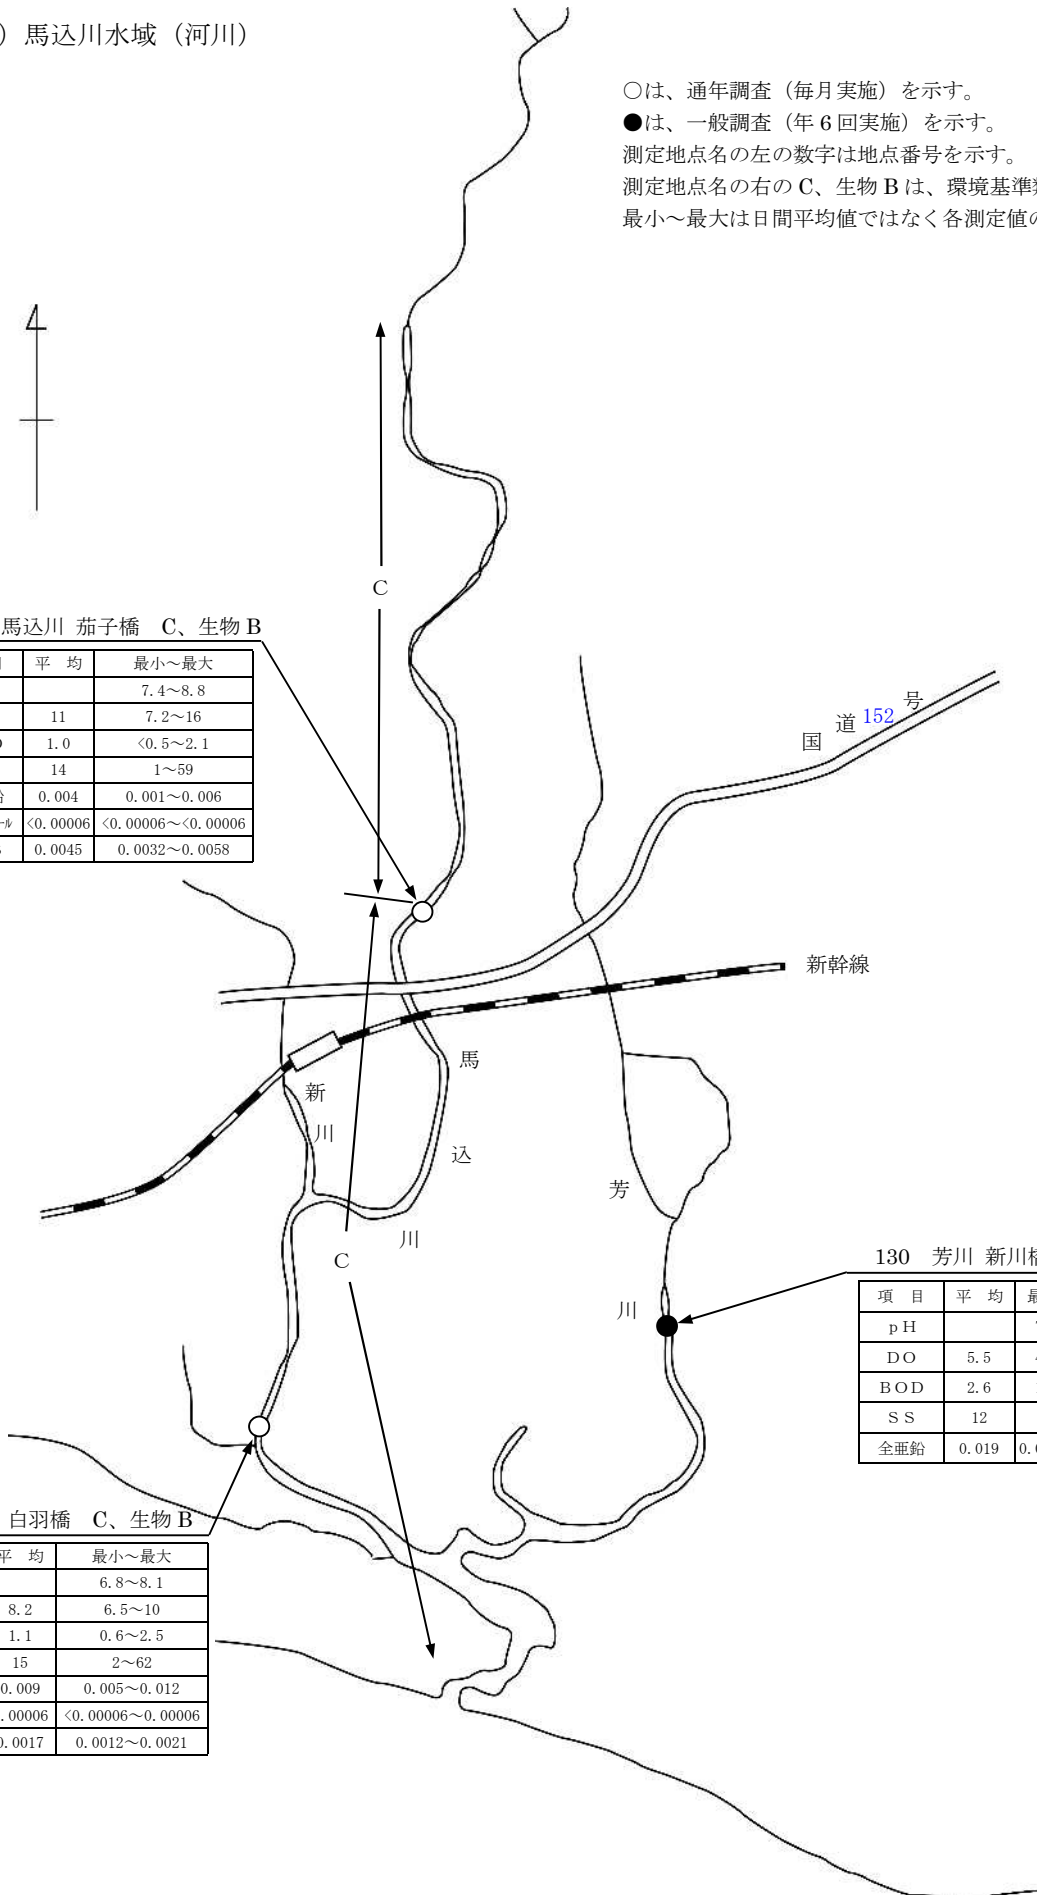 ）馬込川水域（河川）
○は、通年調査（毎月実施）を示す。
●は、一般調査（年 6 回実施）を示す。
測定地点名の左の数字は地点番号を示す。
測定地点名の右の C、生物 B は、環境基準
最小～最大は日間平均値ではなく各測定値の
C
馬込川 茄子橋 C、生物 B
目 平 均 最小～最大
7.4～8.8
11 7.2～16
1.0 <0.5～2.1
14 1～59
0.004 0.001～0.006
<0.00006 <0.00006～<0.00006
0.0045 0.0032～0.0058
国道 152 号
新幹線
新川
馬込川
芳川
C
130 芳川 新川橋
項 目 平 均 最
pH
DO 5.5
BOD 2.6
SS 12
全亜鉛 0.019 0.0
白羽橋 C、生物 B
平 均 最小～最大
6.8～8.1
8.2 6.5～10
1.1 0.6～2.5
15 2～62
0.009 0.005～0.012
.00006 <0.00006～0.00006
0.0017 0.0012～0.0021